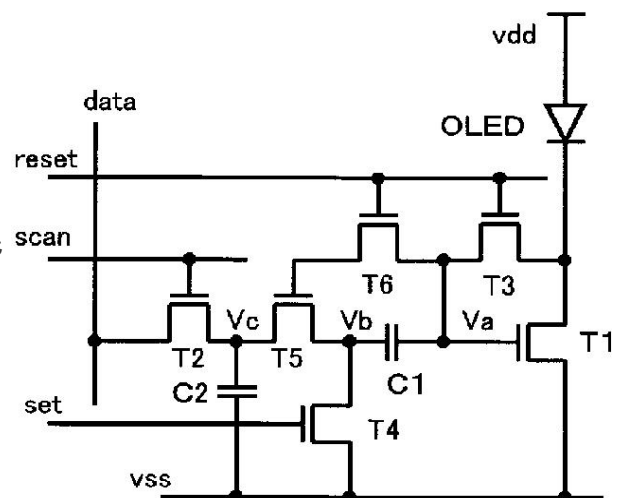 vdd
data
OLED
reset
scan
T6
T3
Vc
Vb
Va
T2
T5
T1
C2
C1
set
T4
vss